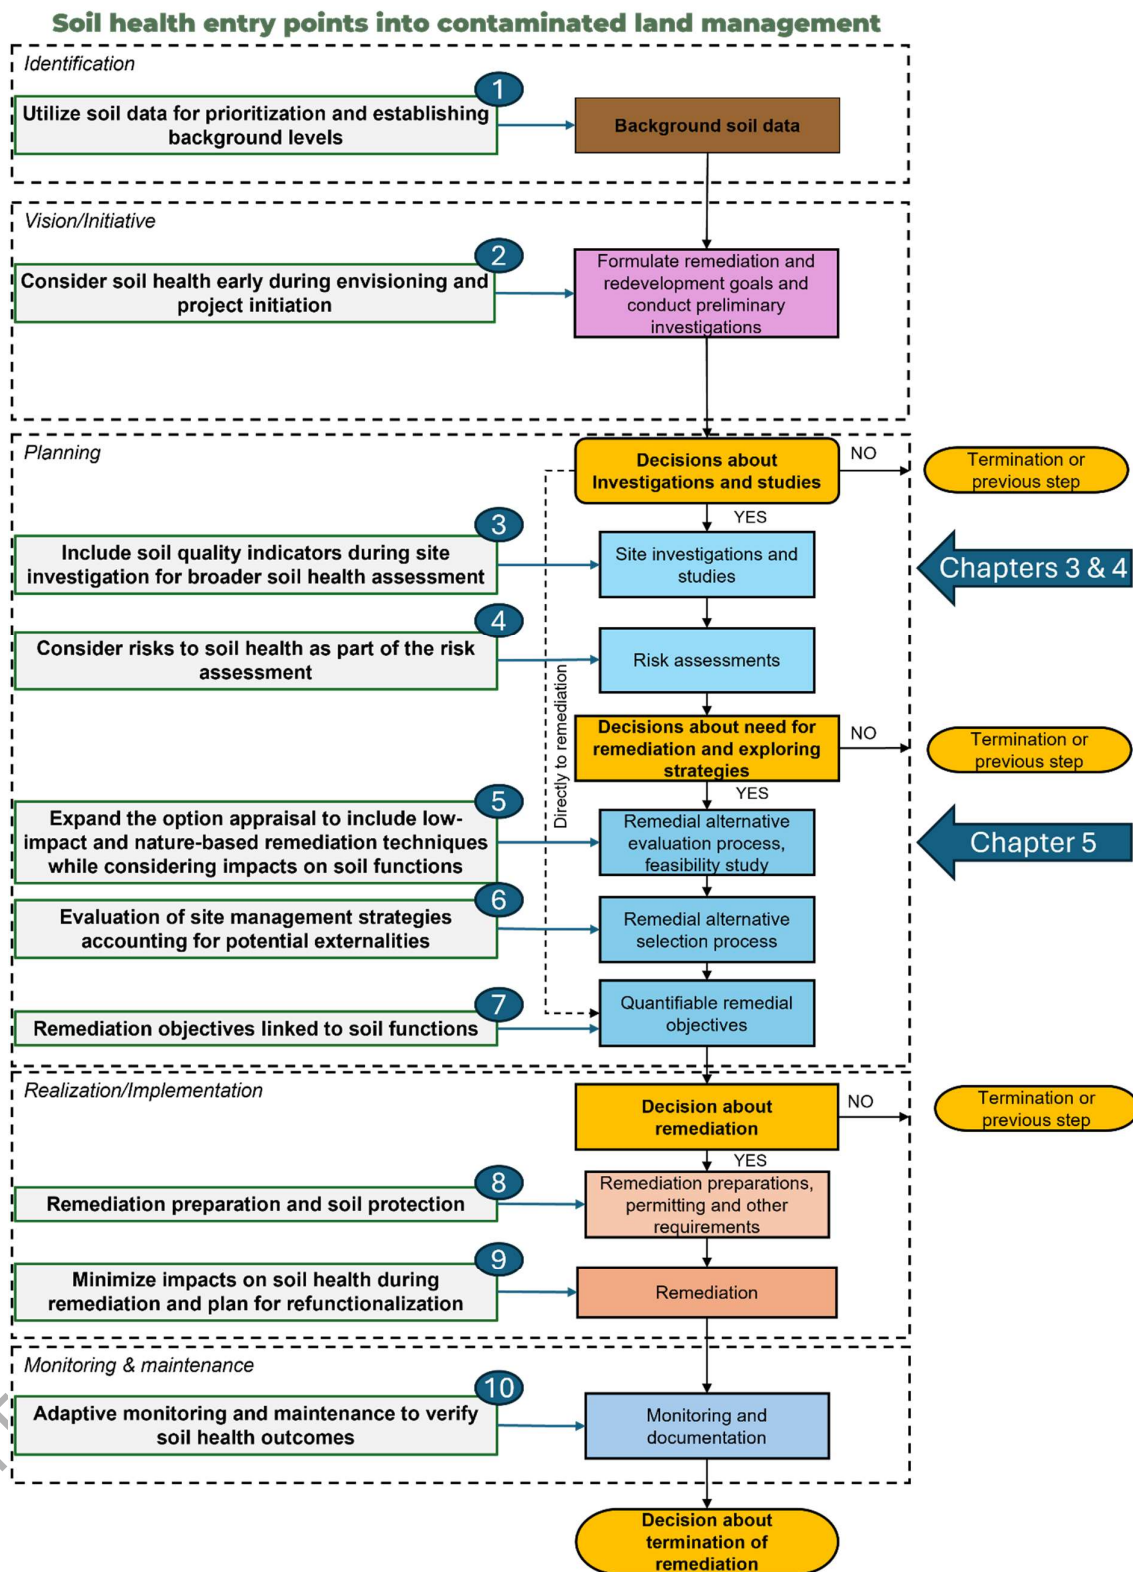 Soil health entry points into contaminated land management
Identification
1
Utilize soil data for prioritization and establishing
background levels
Background soil data
Vision/Initiative
2
Consider soil health early during envisioning and
project initiation
Formulate remediation and
redevelopment goals and
conduct preliminary
investigations
Planning
Decisions about
Investigations and studies
NO
Termination or
previous step
YES
3
Include soil quality indicators during site
investigation for broader soil health assessment
Site investigations and
studies
Chapters 3 & 4
4
Consider risks to soil health as part of the risk
assessment
Risk assessments
Directly to remediation
Decisions about need for
remediation and exploring
strategies
NO
Termination or
previous step
YES
5
Expand the option appraisal to include low-
impact and nature-based remediation techniques
while considering impacts on soil functions
Remedial alternative
evaluation process,
feasibility study
Chapter 5
6
Evaluation of site management strategies
accounting for potential externalities
Remedial alternative
selection process
7
Remediation objectives linked to soil functions
Quantifiable remedial
objectives
Realization/Implementation
Decision about
remediation
NO
Termination or
previous step
YES
8
Remediation preparation and soil protection
Remediation preparations,
permitting and other
requirements
9
Minimize impacts on soil health during
remediation and plan for refunctionalization
Remediation
Monitoring & maintenance
10
Adaptive monitoring and maintenance to verify
soil health outcomes
Monitoring and
documentation
Decision about
termination of
remediation